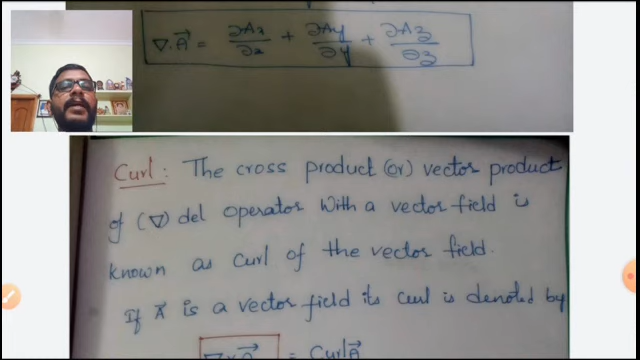 ∇·A⃗ = ∂Ax/∂x + ∂Ay/∂y + ∂Az/∂z
Curl: The cross product (or) vector product
of (∇) del operator with a vector field is
known as curl of the vector field.
If A⃗ is a vector field its curl is denoted by
∇×A⃗ = Curl A⃗